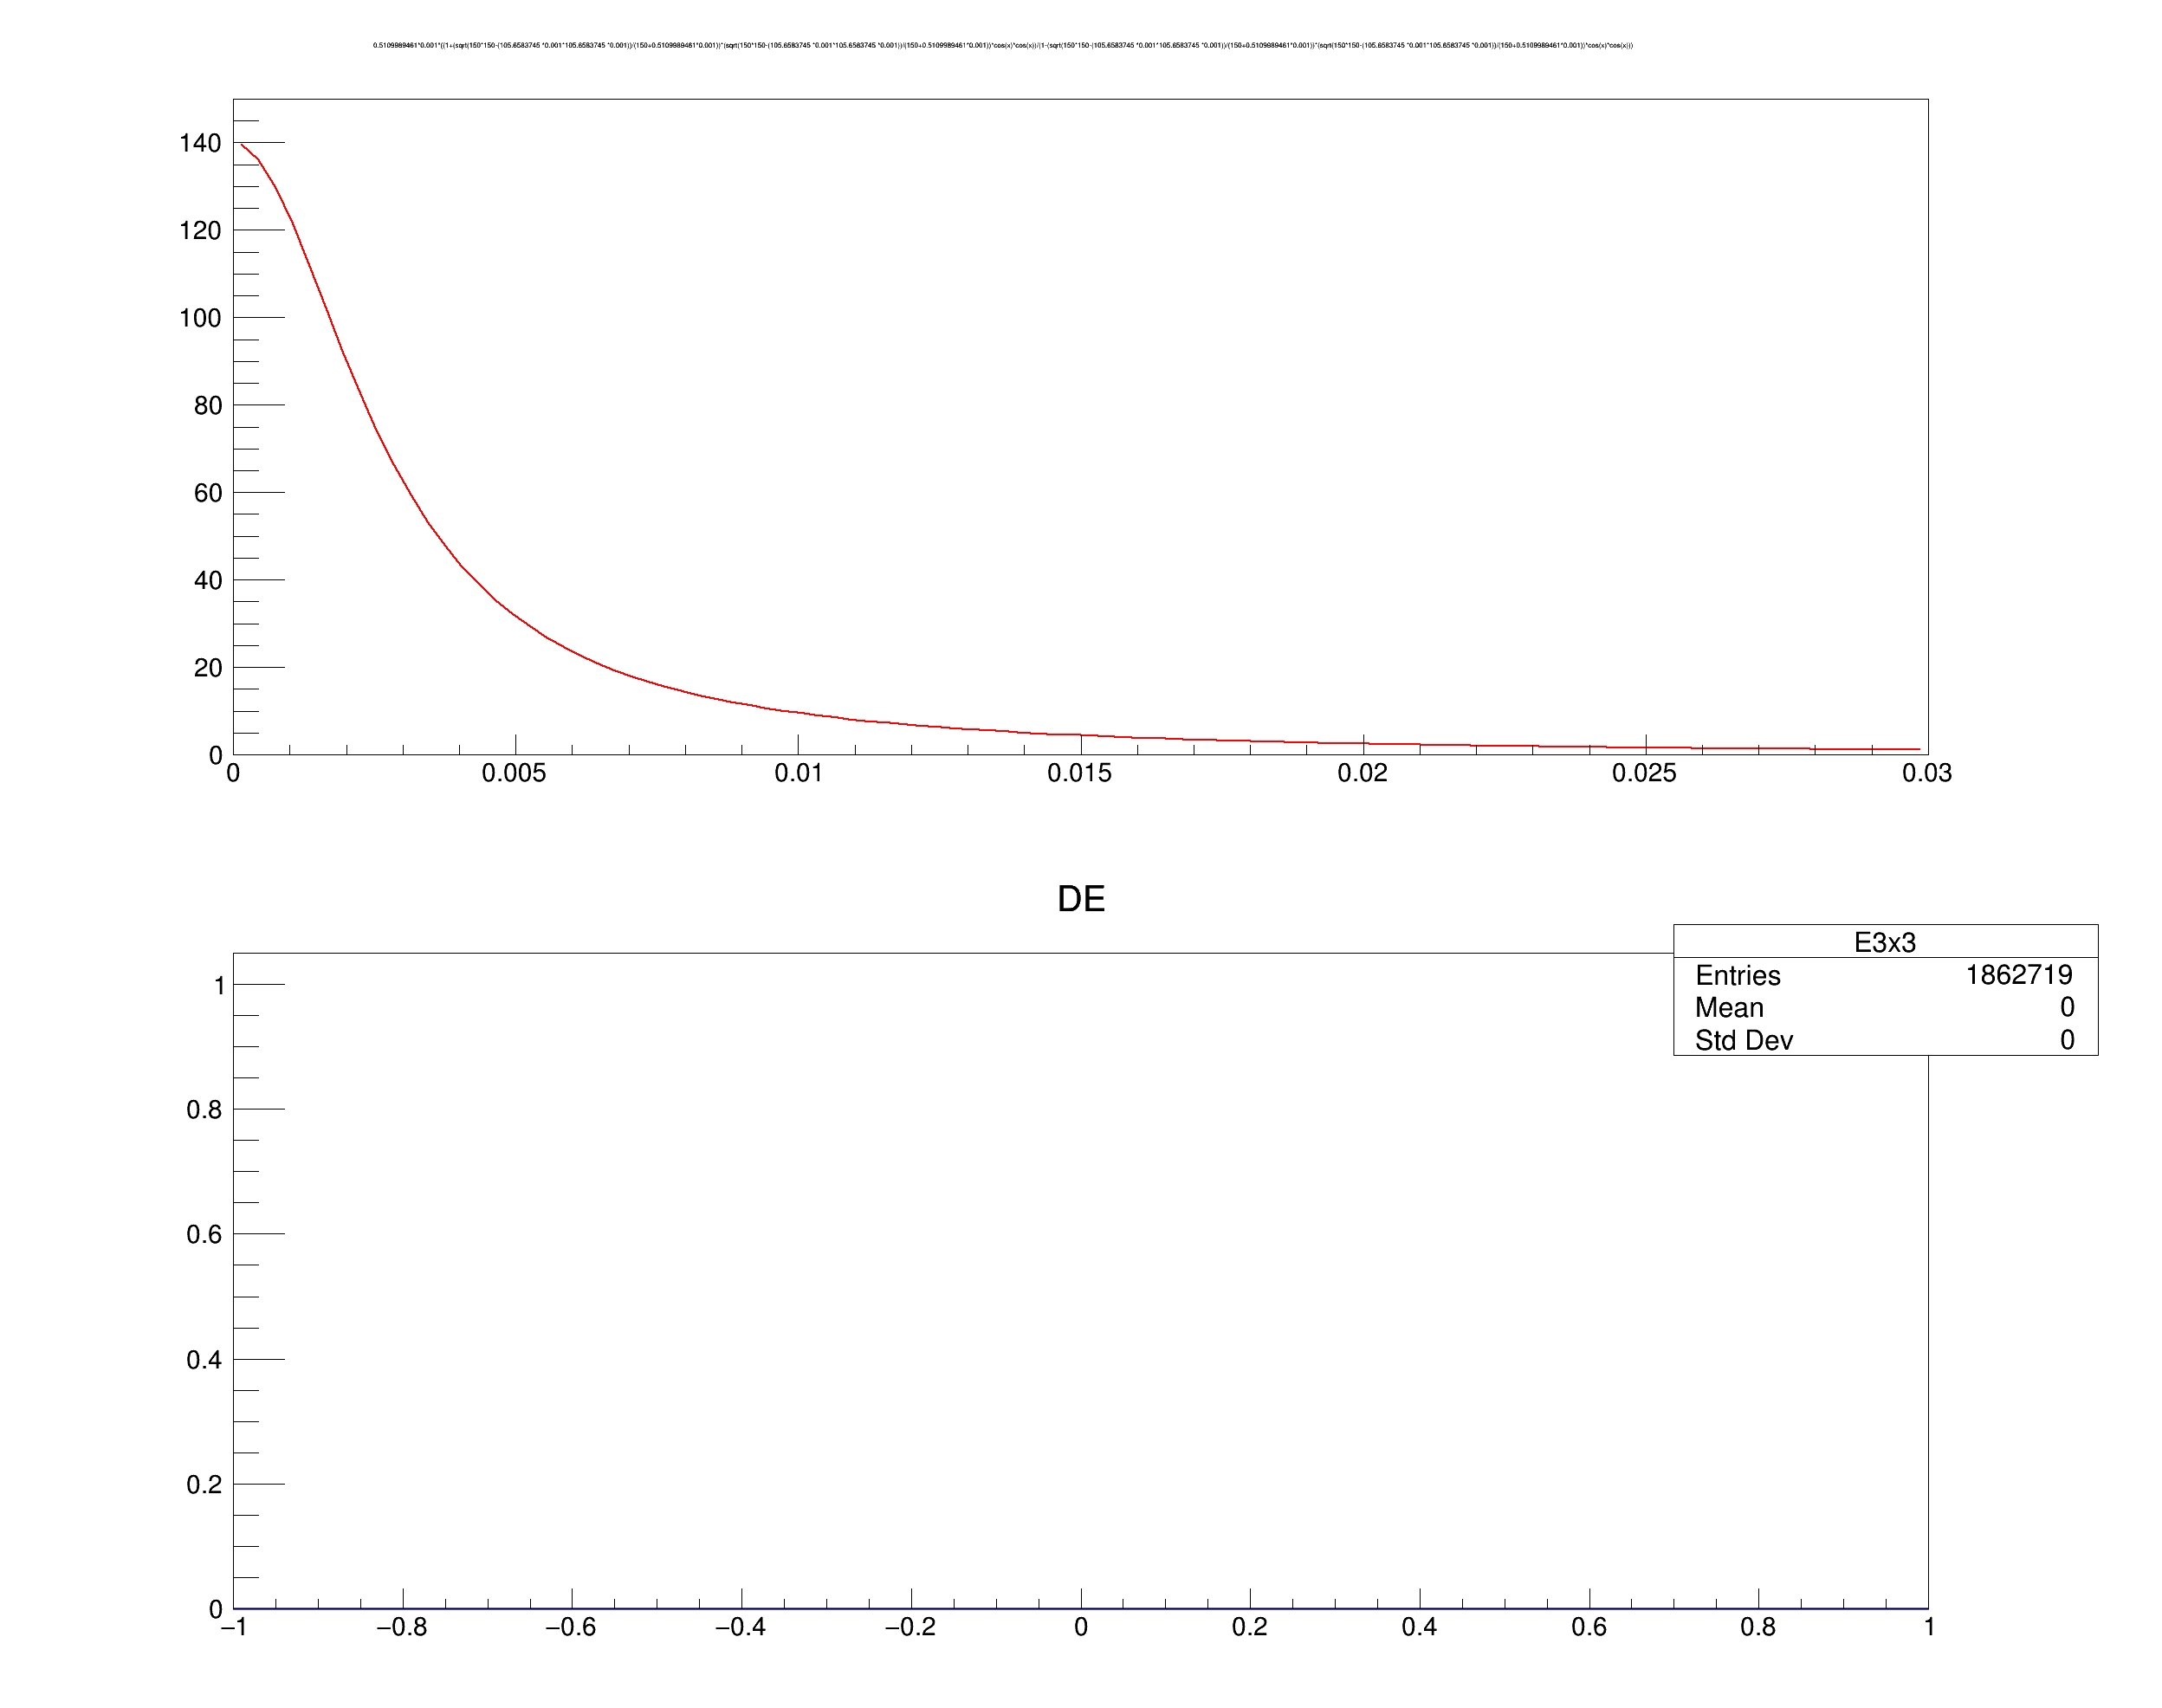 0.5109989461*0.001*((1+(sqrt(150*150-(105.6583745 *0.001*105.6583745 *0.001))/(150+0.5109989461*0.001))*(sqrt(150*150-(105.6583745 *0.001*105.6583745 *0.001))/(150+0.5109989461*0.001))*cos(x)*cos(x))/(1-(sqrt(150*150-(105.6583745 *0.001*105.6583745 *0.001))/(150+0.5109989461*0.001))*(sqrt(150*150-(105.6583745 *0.001*105.6583745 *0.001))/(150+0.5109989461*0.001))*cos(x)*cos(x)))
140
120
100
80
60
40
20
0
0 0.005 0.01 0.015 0.02 0.025 0.03
DE
E3x3
Entries 1862719
Mean 0
Std Dev 0
1
0.8
0.6
0.4
0.2
0
−1 −0.8 −0.6 −0.4 −0.2 0 0.2 0.4 0.6 0.8 1